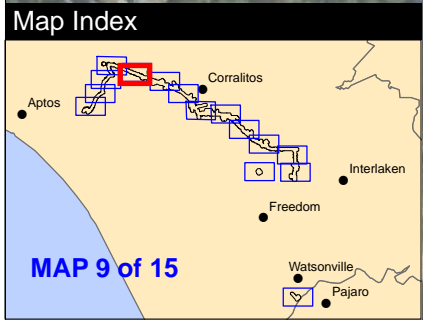 Map Index
Corralitos
Aptos
Interlaken
Freedom
MAP 9 of 15
Watsonville
Pajaro